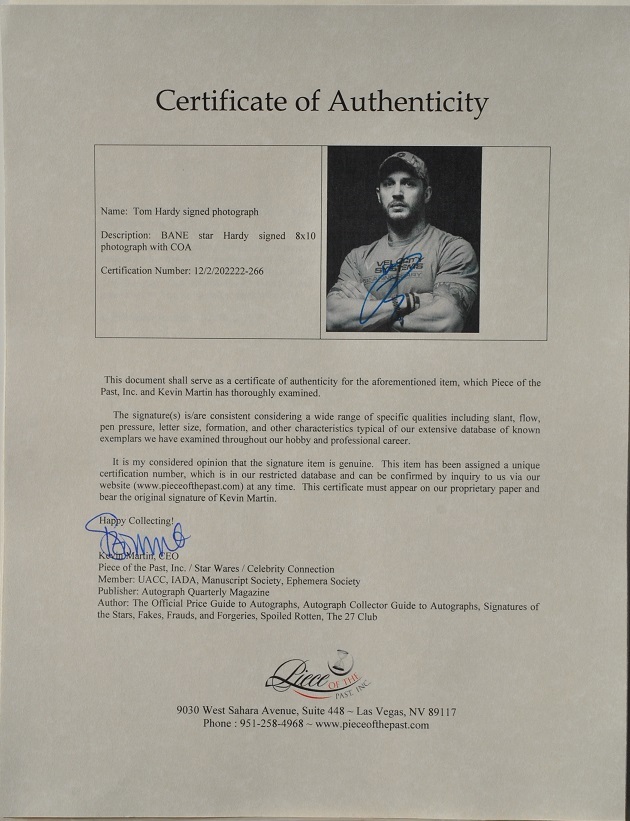 Certificate of Authenticity
Name: Tom Hardy signed photograph
Description: BANE star Hardy signed 8x10
photograph with COA
Certification Number: 12/2/202222-266
VELOCITY
SYSTEMS
This document shall serve as a certificate of authenticity for the aforementioned item, which Piece of the
Past, Inc. and Kevin Martin has thoroughly examined.
The signature(s) is/are consistent considering a wide range of specific qualities including slant, flow,
pen pressure, letter size, formation, and other characteristics typical of our extensive database of known
exemplars we have examined throughout our hobby and professional career.
It is my considered opinion that the signature item is genuine. This item has been assigned a unique
certification number, which is in our restricted database and can be confirmed by inquiry to us via our
website (www.pieceofthepast.com) at any time. This certificate must appear on our proprietary paper and
bear the original signature of Kevin Martin.
Happy Collecting!
Kevin Martin, CEO
Piece of the Past, Inc. / Star Wares / Celebrity Connection
Member: UACC, IADA, Manuscript Society, Ephemera Society
Publisher: Autograph Quarterly Magazine
Author: The Official Price Guide to Autographs, Autograph Collector Guide to Autographs, Signatures of
the Stars, Fakes, Frauds, and Forgeries, Spoiled Rotten, The 27 Club
Piece OF THE
PAST, INC.
9030 West Sahara Avenue, Suite 448 ~ Las Vegas, NV 89117
Phone : 951-258-4968 ~ www.pieceofthepast.com